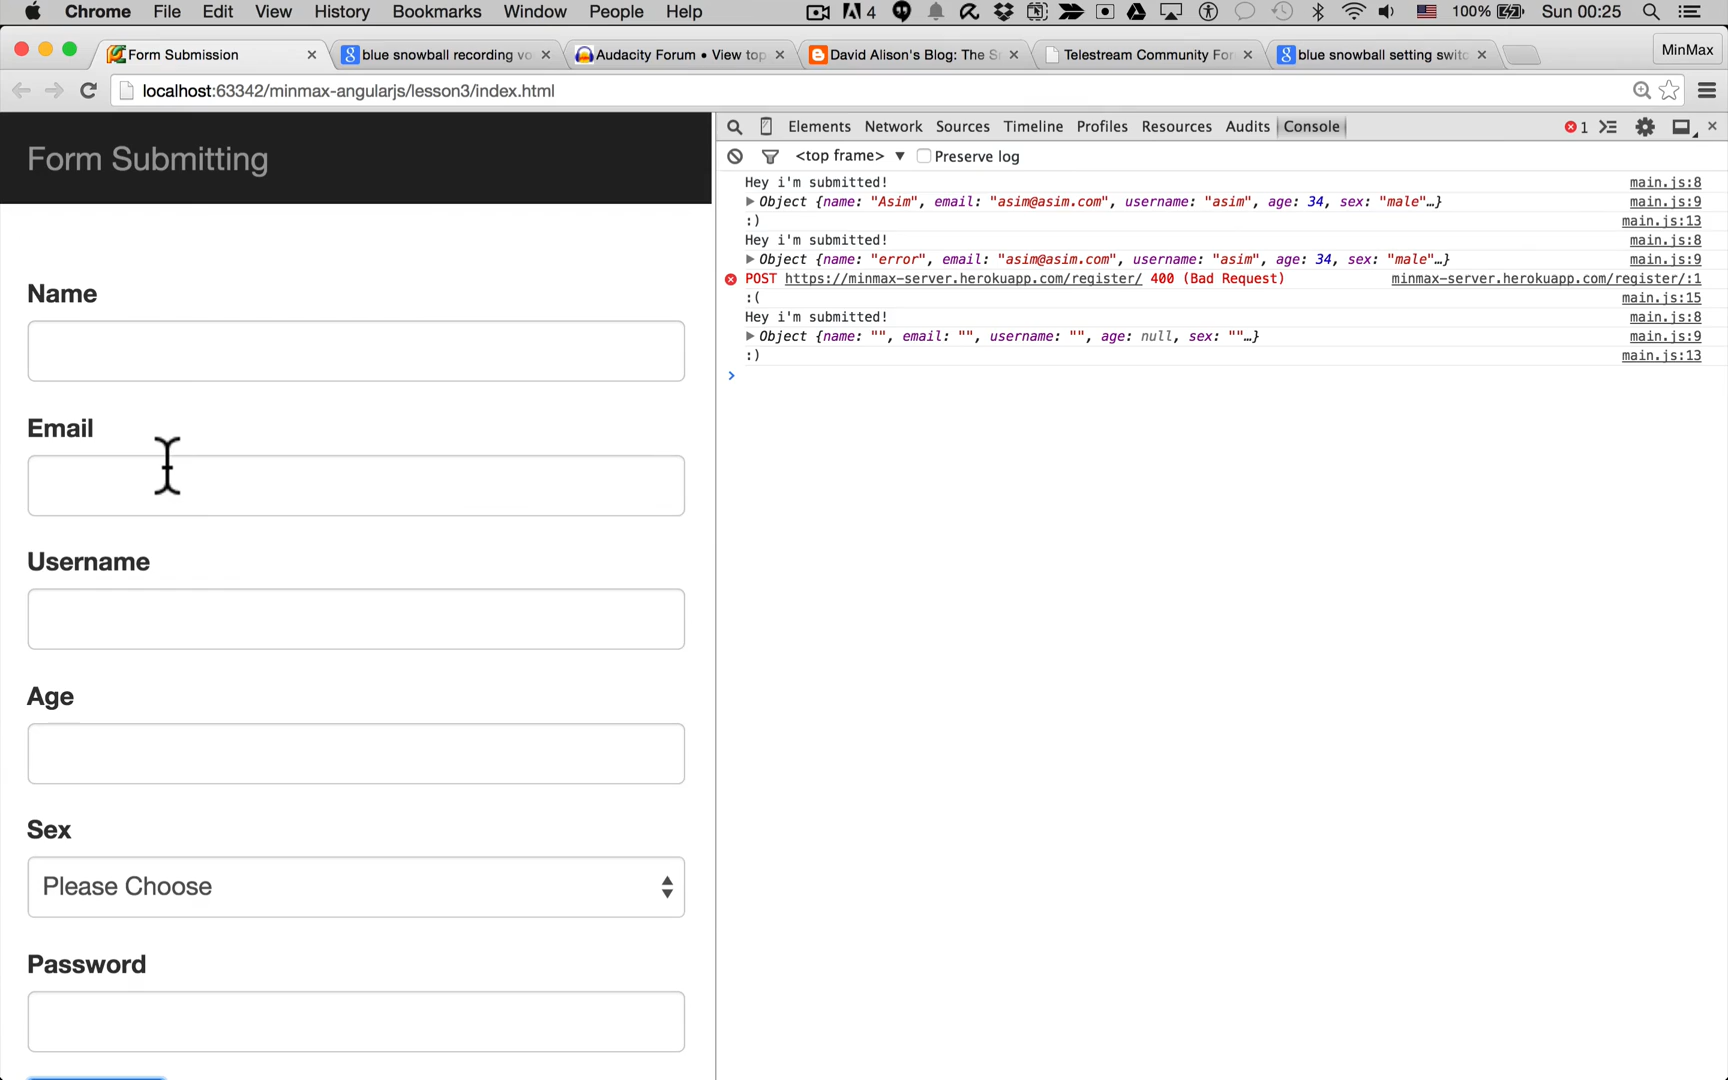 Chrome File Edit View History Bookmarks Window People Help 4 100% Sun 00:25
Form Submission blue snowball recording vo Audacity Forum • View top David Alison's Blog: The S Telestream Community For blue snowball setting switc MinMax
localhost:63342/minmax-angularjs/lesson3/index.html
Form Submitting
Name
Email
Username
Age
Sex
Please Choose
Password
Elements Network Sources Timeline Profiles Resources Audits Console 1
<top frame> Preserve log
Hey i'm submitted! main.js:8
Object {name: "Asim", email: "asim@asim.com", username: "asim", age: 34, sex: "male"…} main.js:9
:) main.js:13
Hey i'm submitted! main.js:8
Object {name: "error", email: "asim@asim.com", username: "asim", age: 34, sex: "male"…} main.js:9
POST https://minmax-server.herokuapp.com/register/ 400 (Bad Request) minmax-server.herokuapp.com/register/:1
:( main.js:15
Hey i'm submitted! main.js:8
Object {name: "", email: "", username: "", age: null, sex: ""…} main.js:9
:) main.js:13